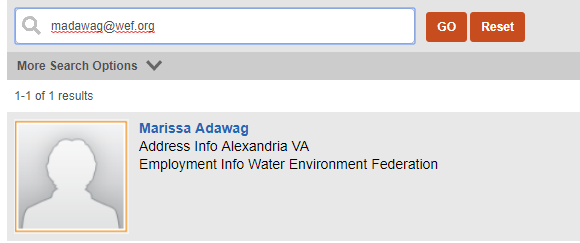 madawag@wef.org GO Reset
More Search Options
1-1 of 1 results
Marissa Adawag
Address Info Alexandria VA
Employment Info Water Environment Federation